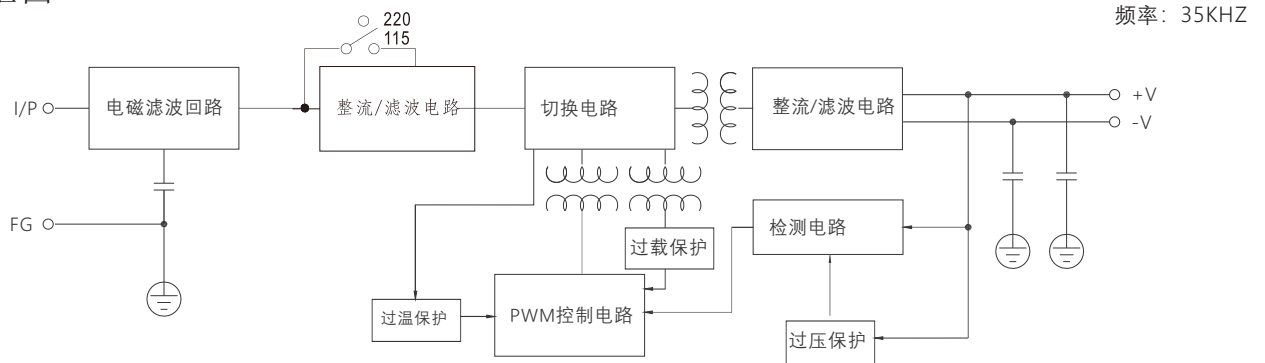 频率：35KHZ
220
115
I/P
电磁滤波回路
整流/滤波电路
切换电路
整流/滤波电路
+V
-V
FG
检测电路
过载保护
过温保护
PWM控制电路
过压保护